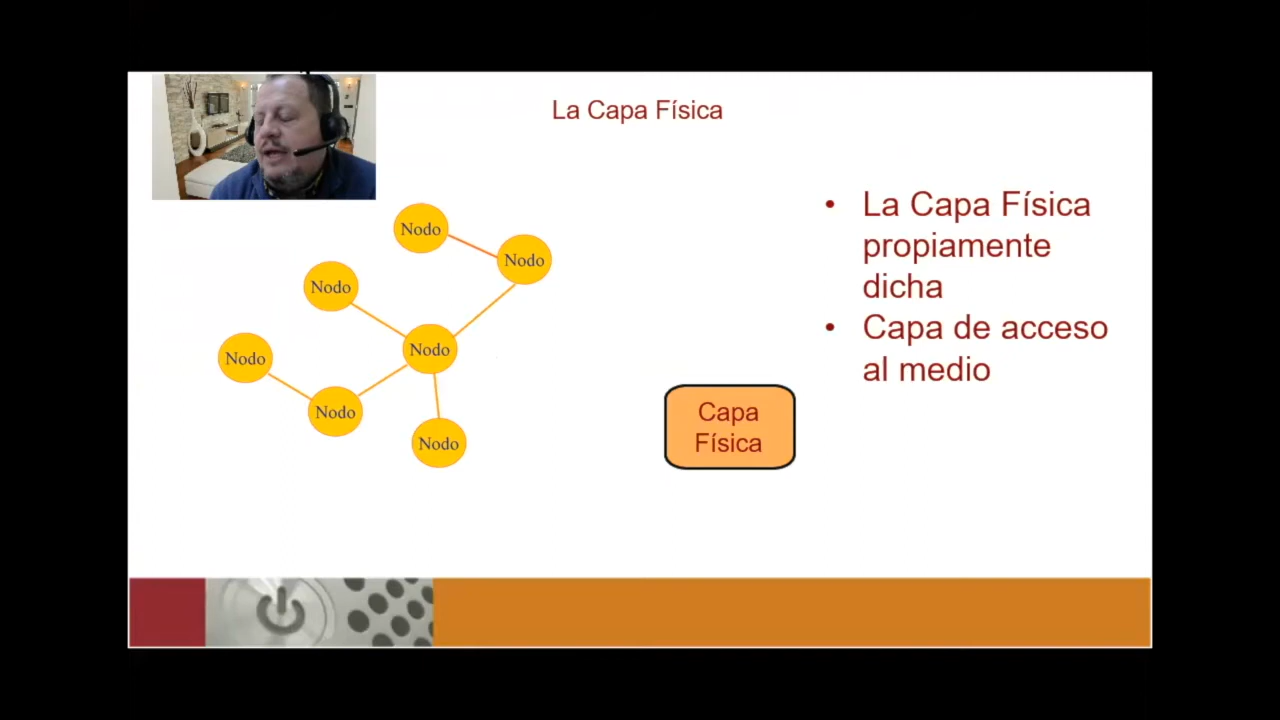 La Capa Física
Nodo
Nodo
Nodo
Nodo
Nodo
Nodo
Nodo
Capa
Física
• La Capa Física
propiamente
dicha
• Capa de acceso
al medio